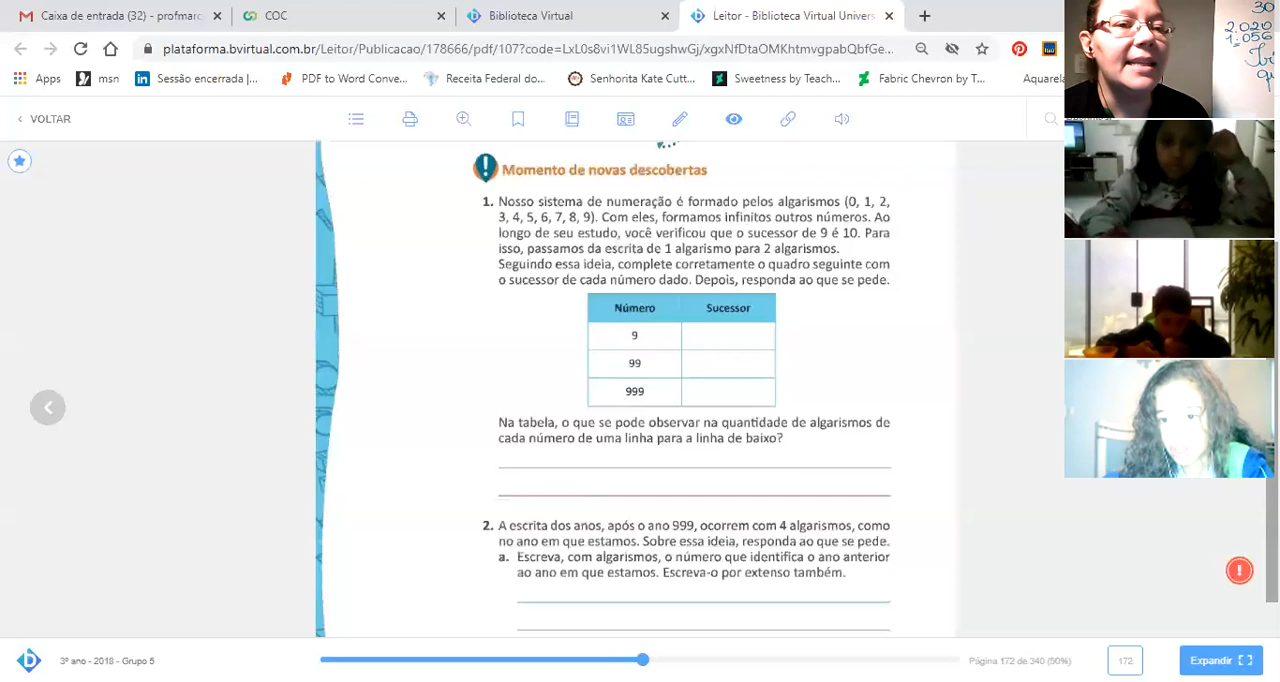 Caixa de entrada (32) - profmarc
COC
Biblioteca Virtual
Leitor - Biblioteca Virtual Univers
plataforma.bvirtual.com.br/Leitor/Publicacao/178666/pdf/107?code=LxL0s8vi1WL85ugshwGj/xgxNfDtaOMKhtmvgpabQbfGe...
Apps
msn
Sessão encerrada |...
PDF to Word Conve...
Receita Federal do...
Senhorita Kate Cutt...
Sweetness by Teach...
Fabric Chevron by T...
Aquarela
30
2.020
1.056
VOLTAR
Momento de novas descobertas
1. Nosso sistema de numeração é formado pelos algarismos (0, 1, 2,
3, 4, 5, 6, 7, 8, 9). Com eles, formamos infinitos outros números. Ao
longo de seu estudo, você verificou que o sucessor de 9 é 10. Para
isso, passamos da escrita de 1 algarismo para 2 algarismos.
Seguindo essa ideia, complete corretamente o quadro seguinte com
o sucessor de cada número dado. Depois, responda ao que se pede.
Número Sucessor
9
99
999
Na tabela, o que se pode observar na quantidade de algarismos de
cada número de uma linha para a linha de baixo?
2. A escrita dos anos, após o ano 999, ocorrem com 4 algarismos, como
no ano em que estamos. Sobre essa ideia, responda ao que se pede.
a. Escreva, com algarismos, o número que identifica o ano anterior
ao ano em que estamos. Escreva-o por extenso também.
3º ano - 2018 - Grupo 5
Página 172 de 340 (50%)
172
Expandir